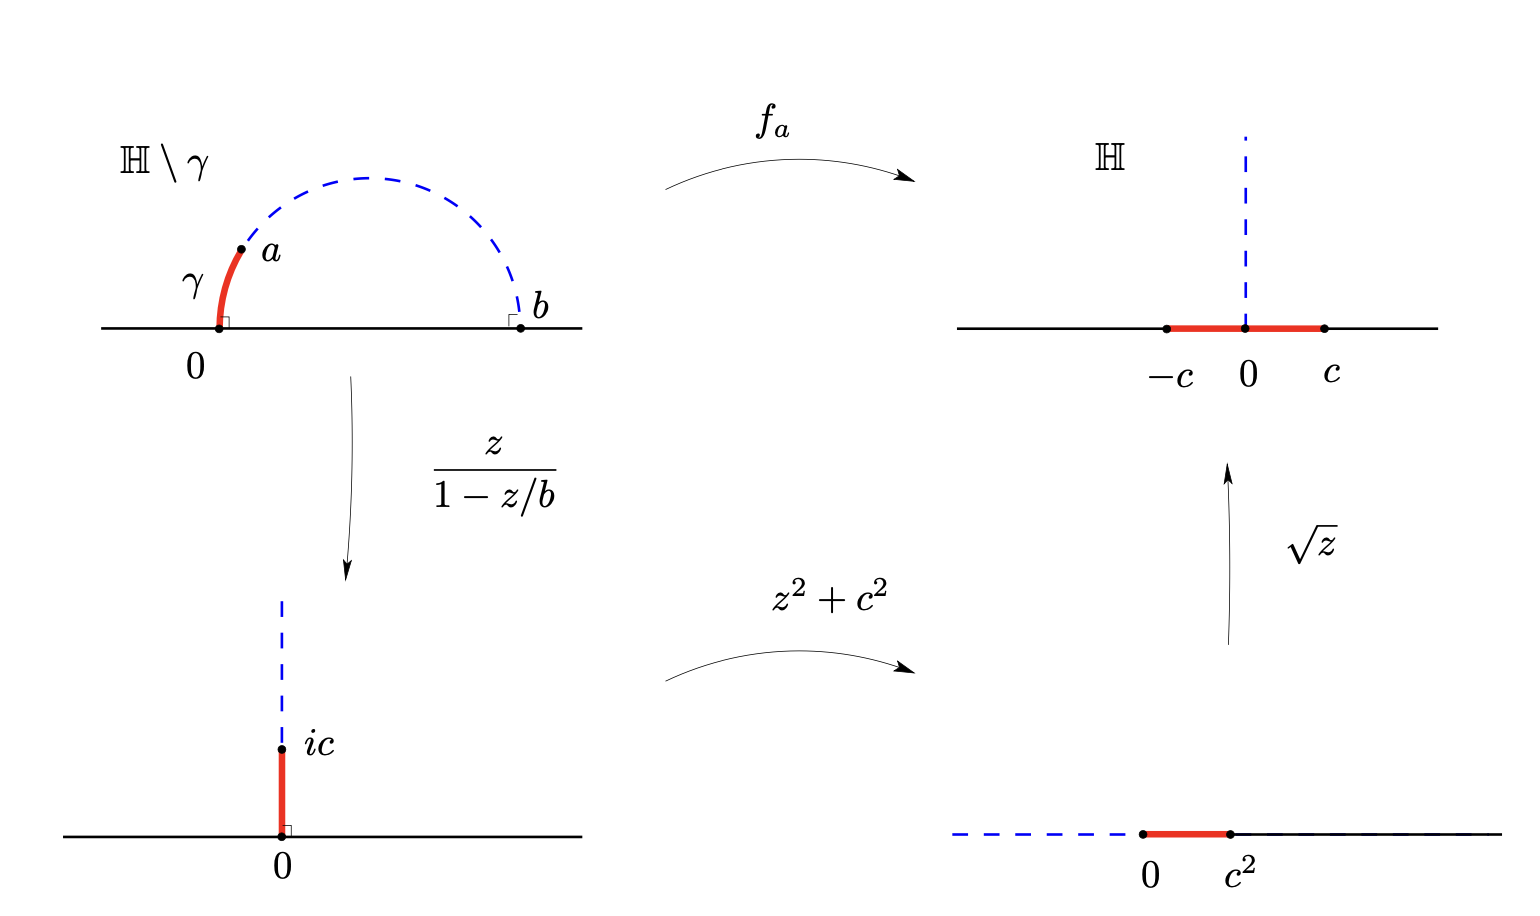 f_a
ℍ \ γ
ℍ
a
γ
b
0
−c 0 c
z
1 − z/b
√z
z² + c²
ic
0
0 c²